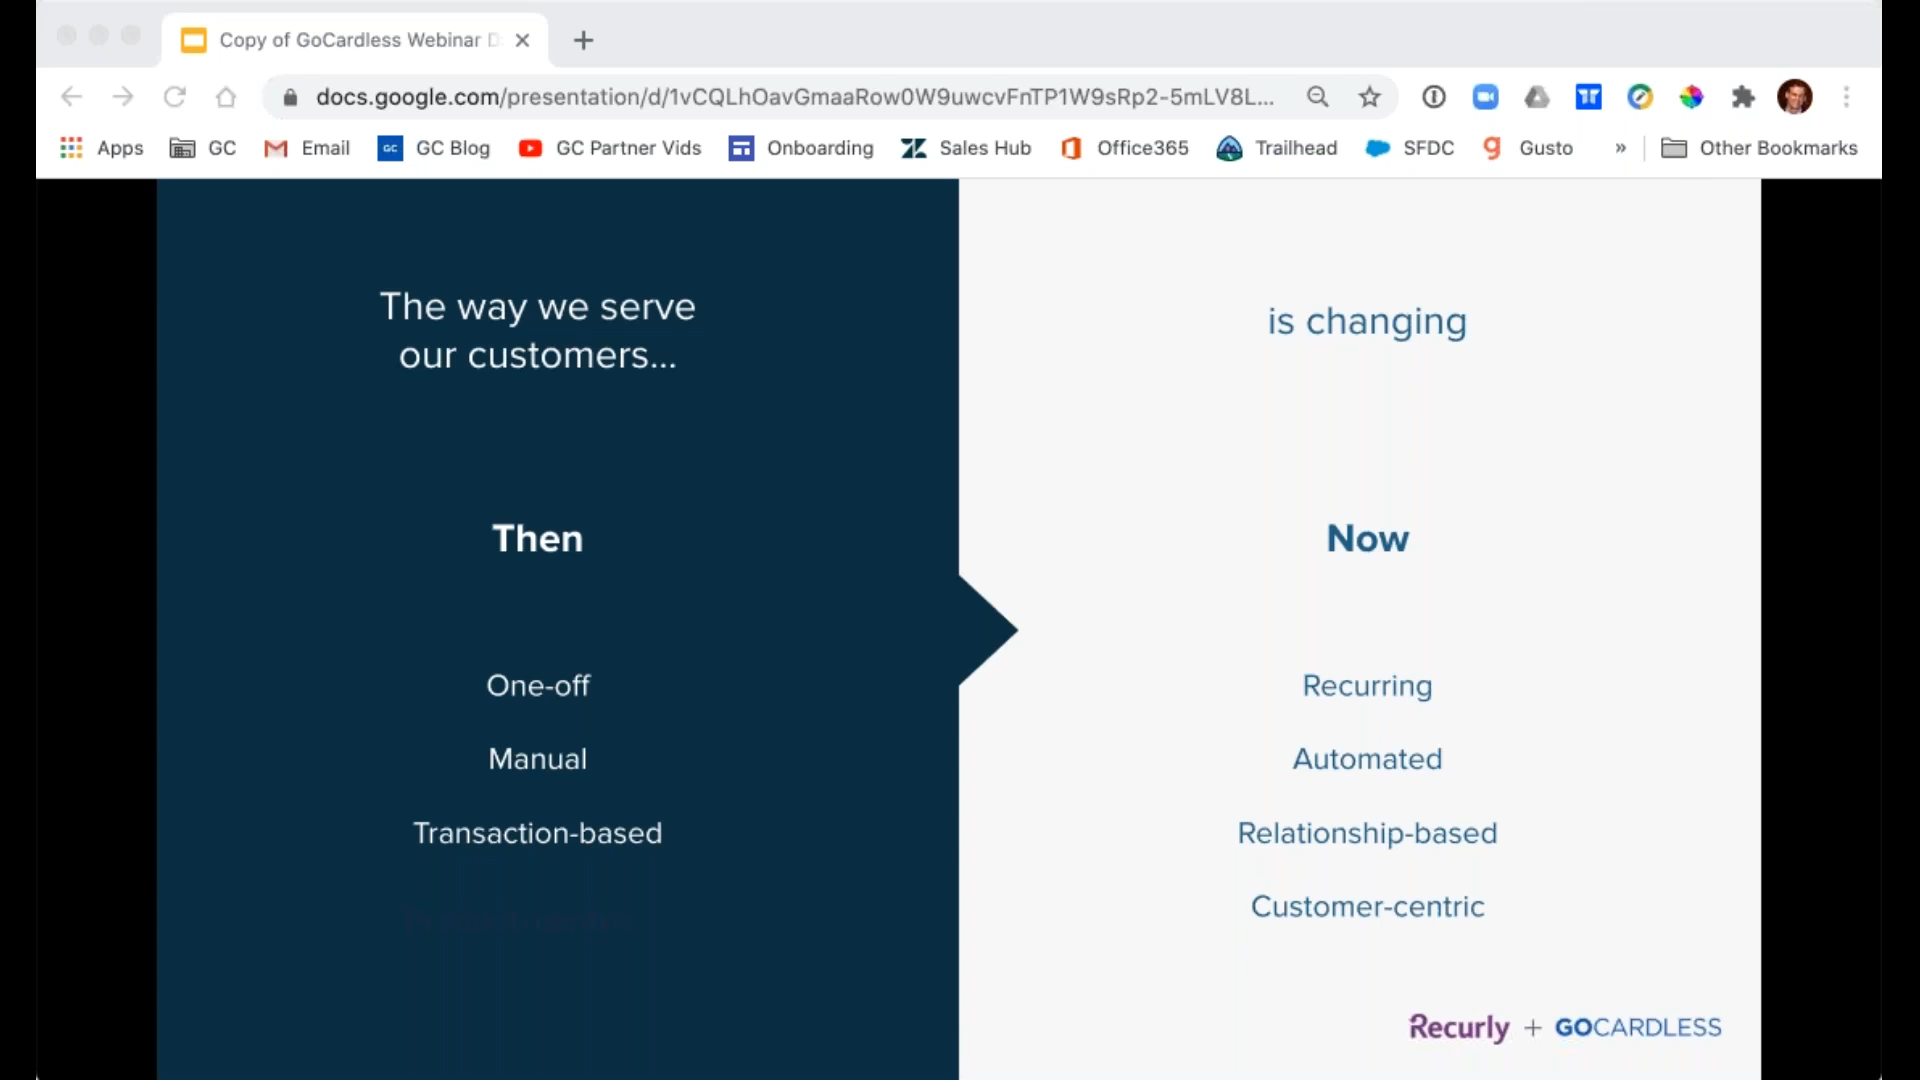 Copy of GoCardless Webinar D
docs.google.com/presentation/d/1vCQLhOavGmaaRow0W9uwcvFnTP1W9sRp2-5mLV8L...
Apps GC Email GC GC Blog GC Partner Vids Onboarding Sales Hub Office365 Trailhead SFDC Gusto » Other Bookmarks
The way we serve
our customers...
is changing
Then
Now
One-off
Manual
Transaction-based
Recurring
Automated
Relationship-based
Customer-centric
Recurly + GOCARDLESS